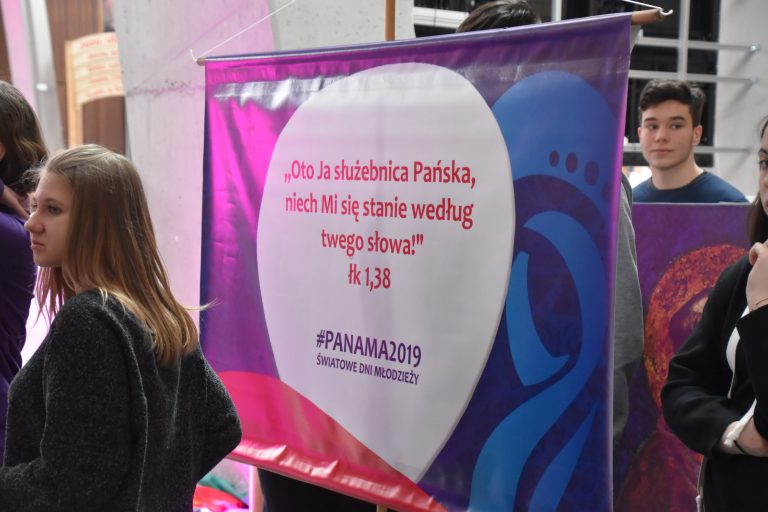 „Oto Ja służebnica Pańska,
niech Mi się stanie według
twego słowa!"
łk 1,38
#PANAMA2019
ŚWIATOWE DNI MŁODZIEŻY